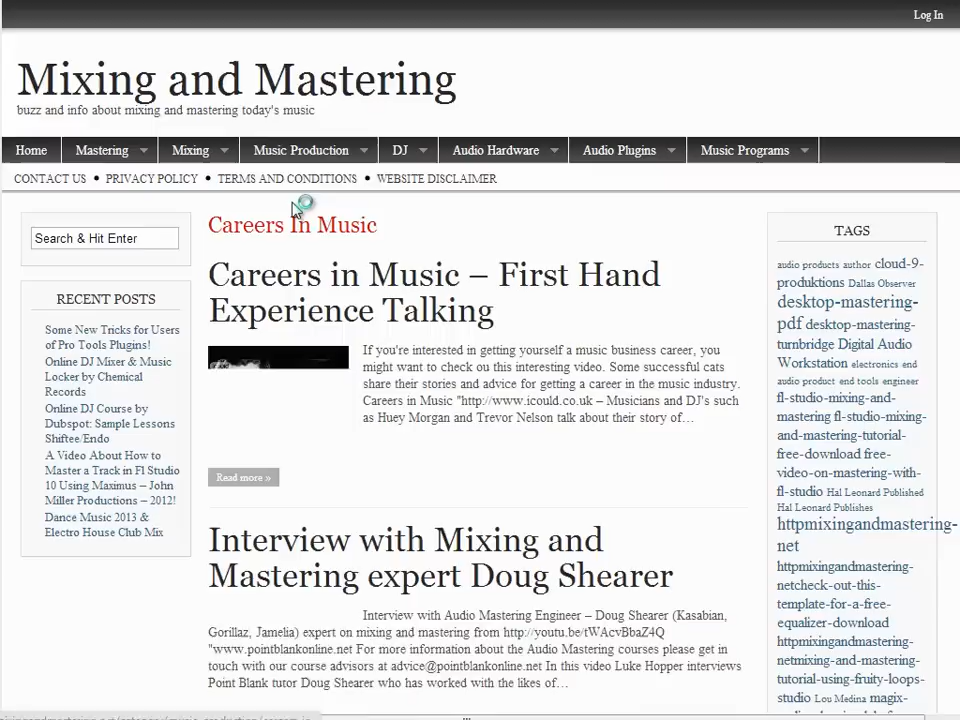 Log In
Mixing and Mastering
buzz and info about mixing and mastering today's music
Home Mastering Mixing Music Production DJ Audio Hardware Audio Plugins Music Programs
CONTACT US • PRIVACY POLICY • TERMS AND CONDITIONS • WEBSITE DISCLAIMER
Search & Hit Enter
RECENT POSTS
Some New Tricks for Users
of Pro Tools Plugins!
Online DJ Mixer & Music
Locker by Chemical
Records
Online DJ Course by
Dubspot: Sample Lessons
Shiftee/Endo
A Video About How to
Master a Track in Fl Studio
10 Using Maximus – John
Miller Productions – 2012!
Dance Music 2013 &
Electro House Club Mix
Careers In Music
Careers in Music – First Hand
Experience Talking
If you're interested in getting yourself a music business career, you
might want to check ou this interesting video. Some successful cats
share their stories and advice for getting a career in the music industry.
Careers in Music "http://www.icould.co.uk – Musicians and DJ's such
as Huey Morgan and Trevor Nelson talk about their story of…
Read more »
Interview with Mixing and
Mastering expert Doug Shearer
Interview with Audio Mastering Engineer – Doug Shearer (Kasabian,
Gorillaz, Jamelia) expert on mixing and mastering from http://youtu.be/tWAcvBbaZ4Q
"www.pointblankonline.net For more information about the Audio Mastering courses please get in
touch with our course advisors at advice@pointblankonline.net In this video Luke Hopper interviews
Point Blank tutor Doug Shearer who has worked with the likes of…
TAGS
audio products author cloud-9-
produktions Dallas Observer
desktop-mastering-
pdf desktop-mastering-
turnbridge Digital Audio
Workstation electronics end
audio product end tools engineer
fl-studio-mixing-and-
mastering fl-studio-mixing-
and-mastering-tutorial-
free-download free-
video-on-mastering-with-
fl-studio Hal Leonard Published
Hal Leonard Publishes
httpmixingandmastering-
net
httpmixingandmastering-
netcheck-out-this-
template-for-a-free-
equalizer-download
httpmixingandmastering-
netmixing-and-mastering-
tutorial-using-fruity-loops-
studio Lou Medina magix-